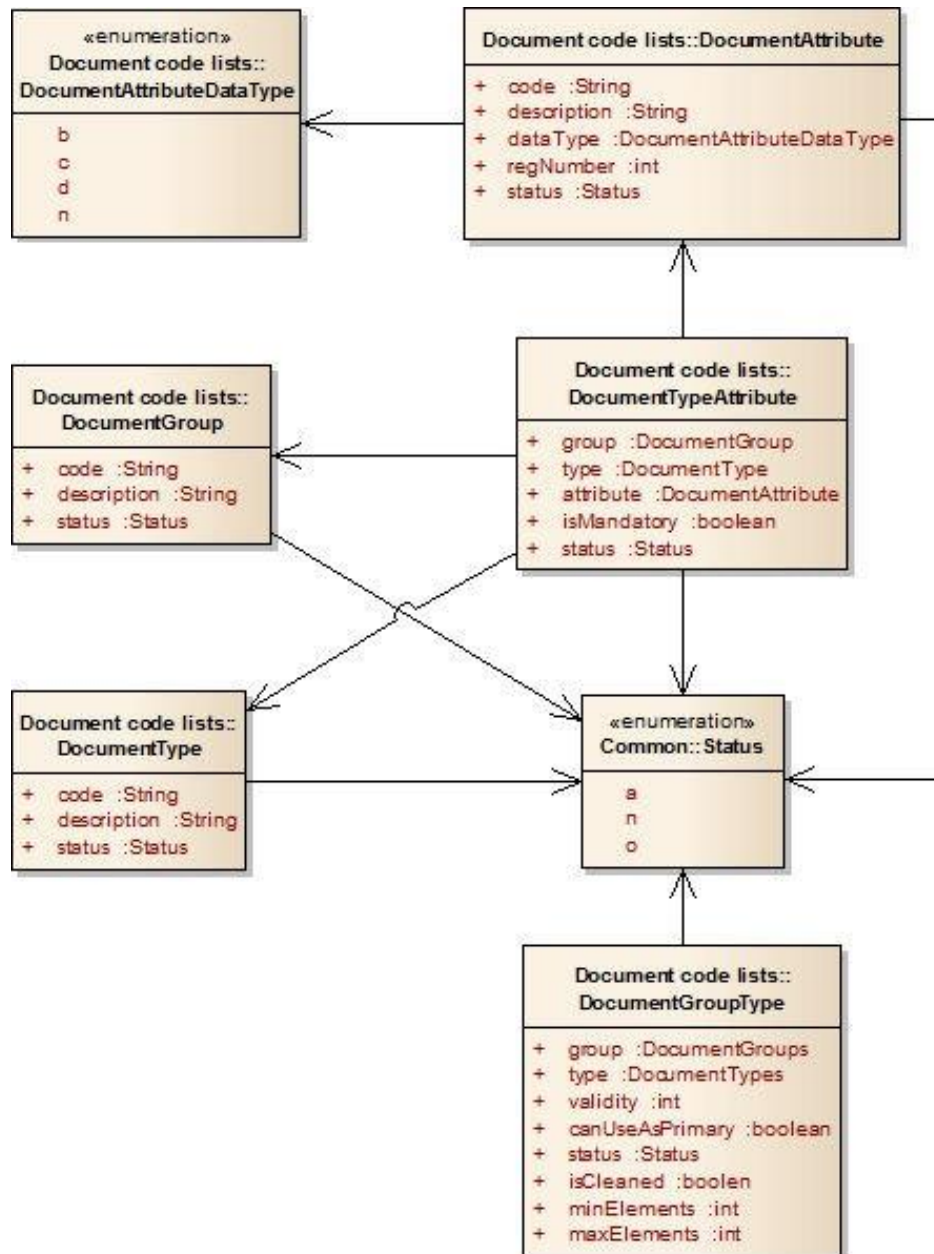 «enumeration»
Document code lists::
DocumentAttributeDataType
b
c
d
n
Document code lists::DocumentAttribute
+ code :String
+ description :String
+ dataType :DocumentAttributeDataType
+ regNumber :int
+ status :Status
Document code lists::
DocumentGroup
+ code :String
+ description :String
+ status :Status
Document code lists::
DocumentTypeAttribute
+ group :DocumentGroup
+ type :DocumentType
+ attribute :DocumentAttribute
+ isMandatory :boolean
+ status :Status
Document code lists::
DocumentType
+ code :String
+ description :String
+ status :Status
«enumeration»
Common::Status
a
n
o
Document code lists::
DocumentGroupType
+ group :DocumentGroups
+ type :DocumentTypes
+ validity :int
+ canUseAsPrimary :boolean
+ status :Status
+ isCleaned :boolen
+ minElements :int
+ maxElements :int